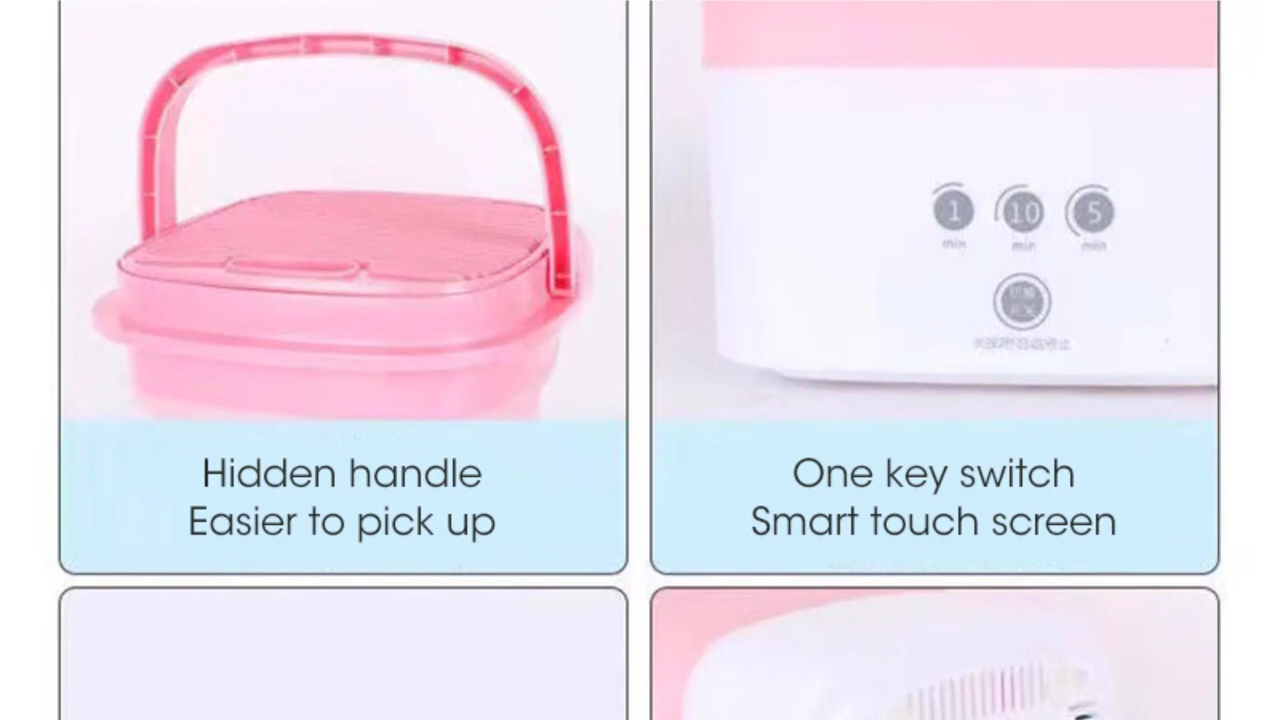 Hidden handle
Easier to pick up
1 10 5
min min min
One key switch
Smart touch screen